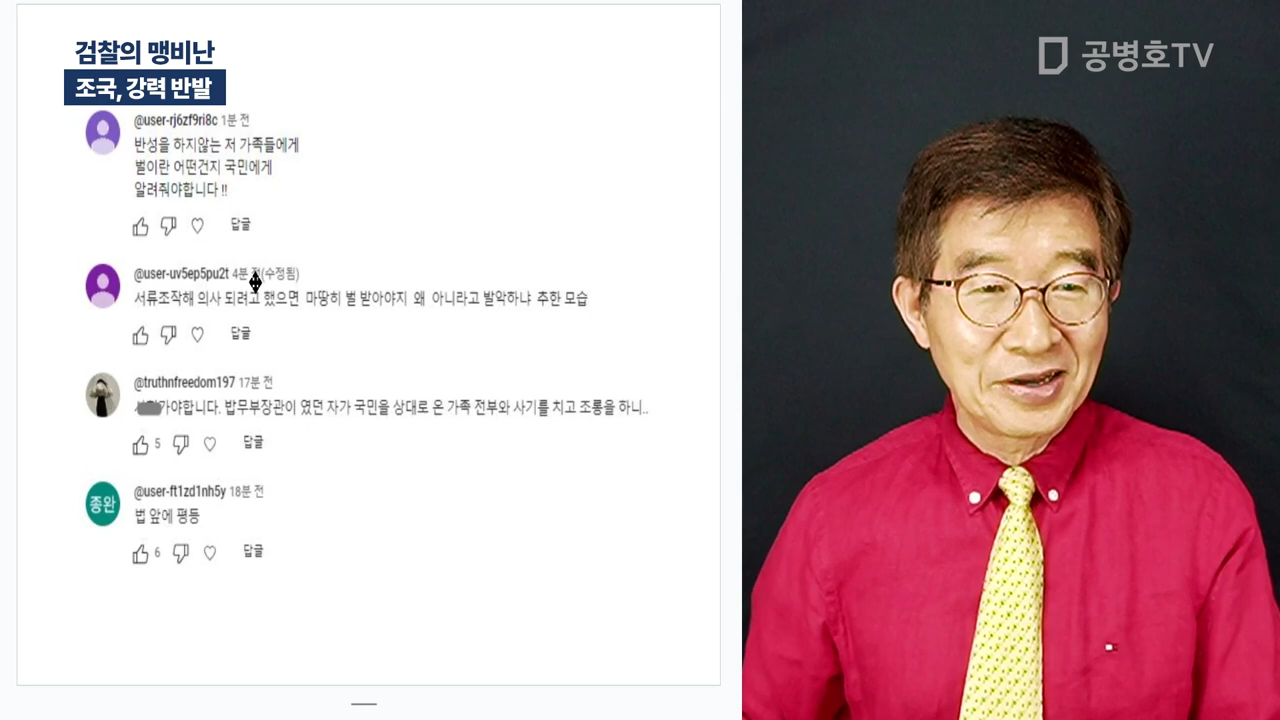 검찰의 맹비난
조국, 강력 반발
@user-rj6zf9ri8c 1분 전
반성을 하지않는 저 가족들에게
벌이란 어떤건지 국민에게
알려줘야합니다 !!
답글
@user-uv5ep5pu2t 4분 전(수정됨)
서류조작해 의사 되려고 했으면 마땅히 벌 받아야지 왜 아니라고 발악하냐 추한 모습
답글
@truthnfreedom197 17분 전
가야합니다. 밥무부장관이 였던 자가 국민을 상대로 온 가족 전부와 사기를 치고 조롱을 하니..
5 답글
종완
@user-ft1zd1nh5y 18분 전
법 앞에 평등
6 답글
공병호TV